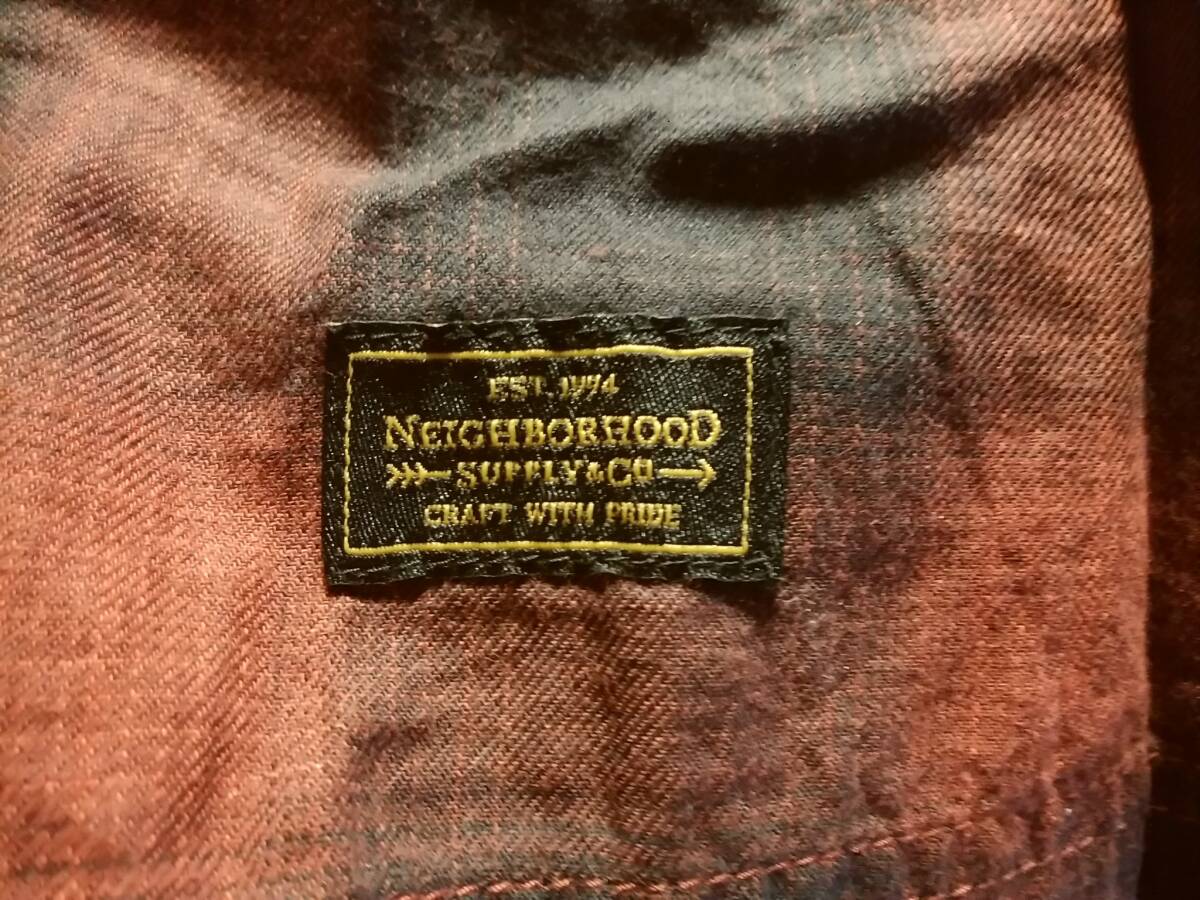 EST. 1994
NEIGHBORHOOD
SUPPLY&CO
CRAFT WITH PRIDE